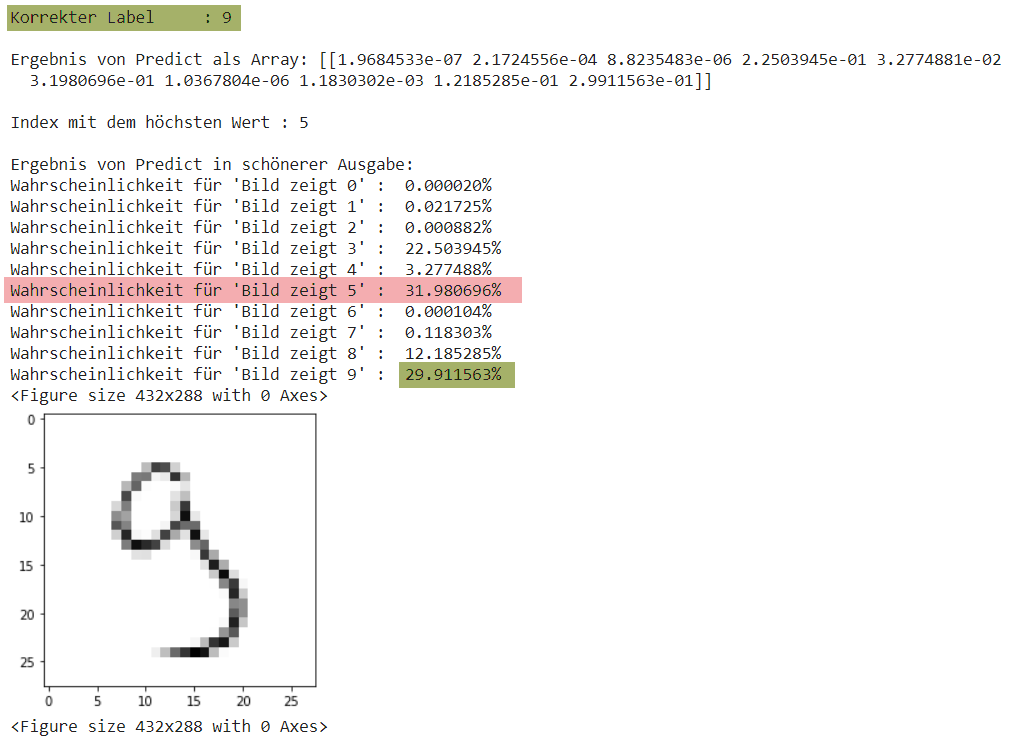 Korrekter Label     : 9
Ergebnis von Predict als Array: [[1.9684533e-07 2.1724556e-04 8.8235483e-06 2.2503945e-01 3.2774881e-02
  3.1980696e-01 1.0367804e-06 1.1830302e-03 1.2185285e-01 2.9911563e-01]]
Index mit dem höchsten Wert : 5
Ergebnis von Predict in schönerer Ausgabe:
Wahrscheinlichkeit für 'Bild zeigt 0' :  0.000020%
Wahrscheinlichkeit für 'Bild zeigt 1' :  0.021725%
Wahrscheinlichkeit für 'Bild zeigt 2' :  0.000882%
Wahrscheinlichkeit für 'Bild zeigt 3' :  22.503945%
Wahrscheinlichkeit für 'Bild zeigt 4' :  3.277488%
Wahrscheinlichkeit für 'Bild zeigt 5' :  31.980696%
Wahrscheinlichkeit für 'Bild zeigt 6' :  0.000104%
Wahrscheinlichkeit für 'Bild zeigt 7' :  0.118303%
Wahrscheinlichkeit für 'Bild zeigt 8' :  12.185285%
Wahrscheinlichkeit für 'Bild zeigt 9' :  29.911563%
<Figure size 432x288 with 0 Axes>
0
5
10
15
20
25
0 5 10 15 20 25
<Figure size 432x288 with 0 Axes>